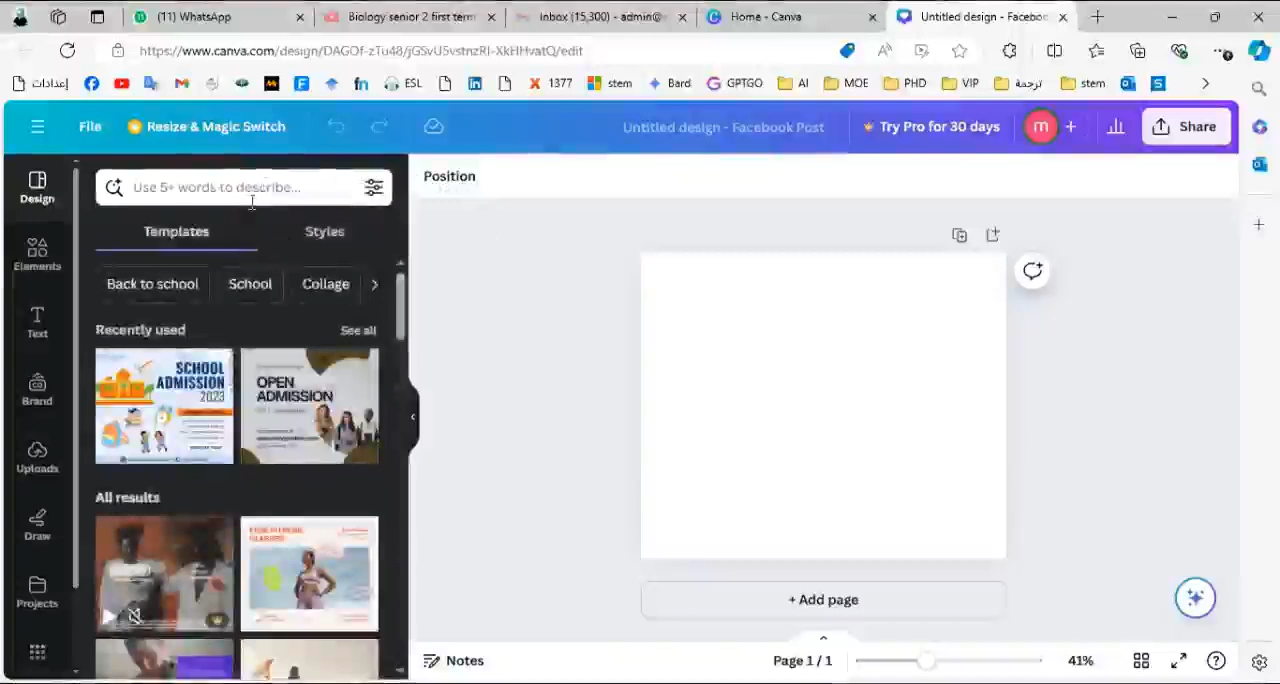 (11) WhatsApp
Biology senior 2 first term
Inbox (15,300) - admin@
Home - Canva
Untitled design - Faceboo
https://www.canva.com/design/DAGOf-zTu48/jGSvU5vstnzRI-XkHHvatQ/edit
إعدادات
ESL
1377
stem
Bard
GPTGO
AI
MOE
PHD
VIP
ترجمة
stem
File
Resize & Magic Switch
Untitled design - Facebook Post
Try Pro for 30 days
m
Share
Design
Elements
Text
Brand
Uploads
Draw
Projects
Use 5+ words to describe...
Templates
Styles
Back to school
School
Collage
Recently used
See all
SCHOOL
ADMISSION
2023
OPEN
ADMISSION
All results
Position
+ Add page
Notes
Page 1 / 1
41%